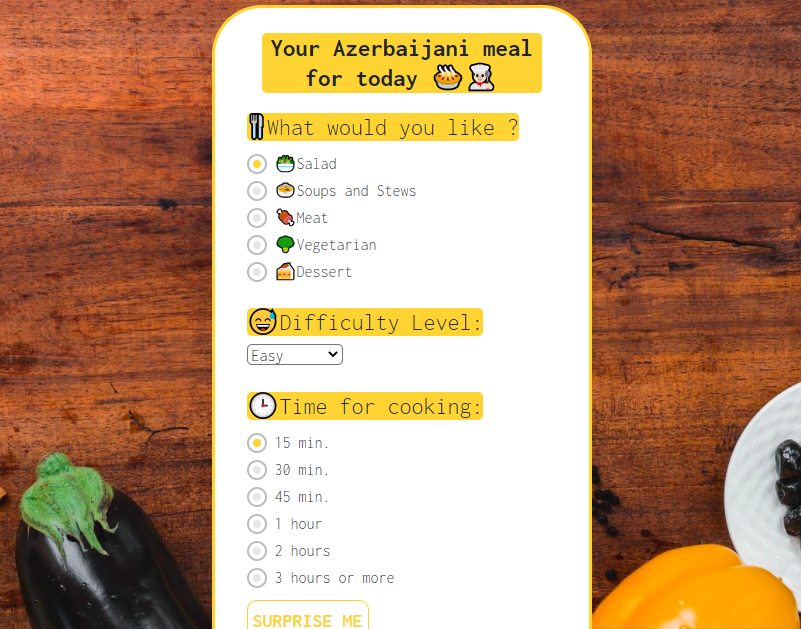 Your Azerbaijani meal
for today 🥧👩🏻‍🍳
🍴What would you like ?
🥗Salad
🍲Soups and Stews
🍖Meat
🥦Vegetarian
🍰Dessert
😅Difficulty Level:
Easy
🕒Time for cooking:
15 min.
30 min.
45 min.
1 hour
2 hours
3 hours or more
SURPRISE ME